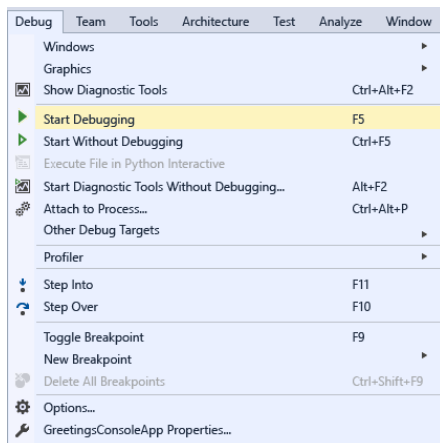 Debug Team Tools Architecture Test Analyze Window
Windows
Graphics
Show Diagnostic Tools Ctrl+Alt+F2
Start Debugging F5
Start Without Debugging Ctrl+F5
Execute File in Python Interactive
Start Diagnostic Tools Without Debugging... Alt+F2
Attach to Process... Ctrl+Alt+P
Other Debug Targets
Profiler
Step Into F11
Step Over F10
Toggle Breakpoint F9
New Breakpoint
Delete All Breakpoints Ctrl+Shift+F9
Options...
GreetingsConsoleApp Properties...